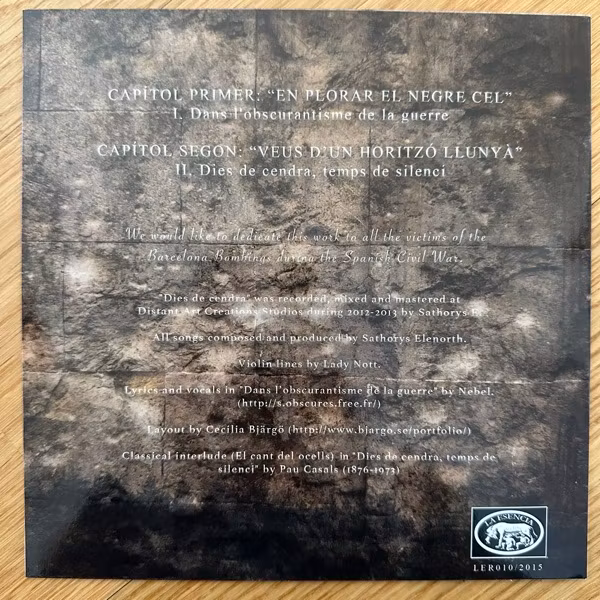 CAPÍTOL PRIMER: "EN PLORAR EL NEGRE CEL"
I. Dans l'obscurantisme de la guerre
CAPÍTOL SEGON: "VEUS D'UN HORITZÓ LLUNYÀ"
II. Dies de cendra, temps de silenci
We would like to dedicate this work to all the victims of the
Barcelona Bombings during the Spanish Civil War.
"Dies de cendra" was recorded, mixed and mastered at
Distant Art Creations Studios during 2012-2013 by Sathorys E.
All songs composed and produced by Sathorys Elenorth.
Violin lines by Lady Nott.
Lyrics and vocals in "Dans l'obscurantisme de la guerre" by Nebel.
(http://s.obscures.free.fr/)
Layout by Cecilia Bjärgö (http://www.bjargo.se/portfolio/)
Classical interlude (El cant del ocells) in "Dies de cendra, temps de
silenci" by Pau Casals (1876-1973)
LA ESENCIA
LER010/2015